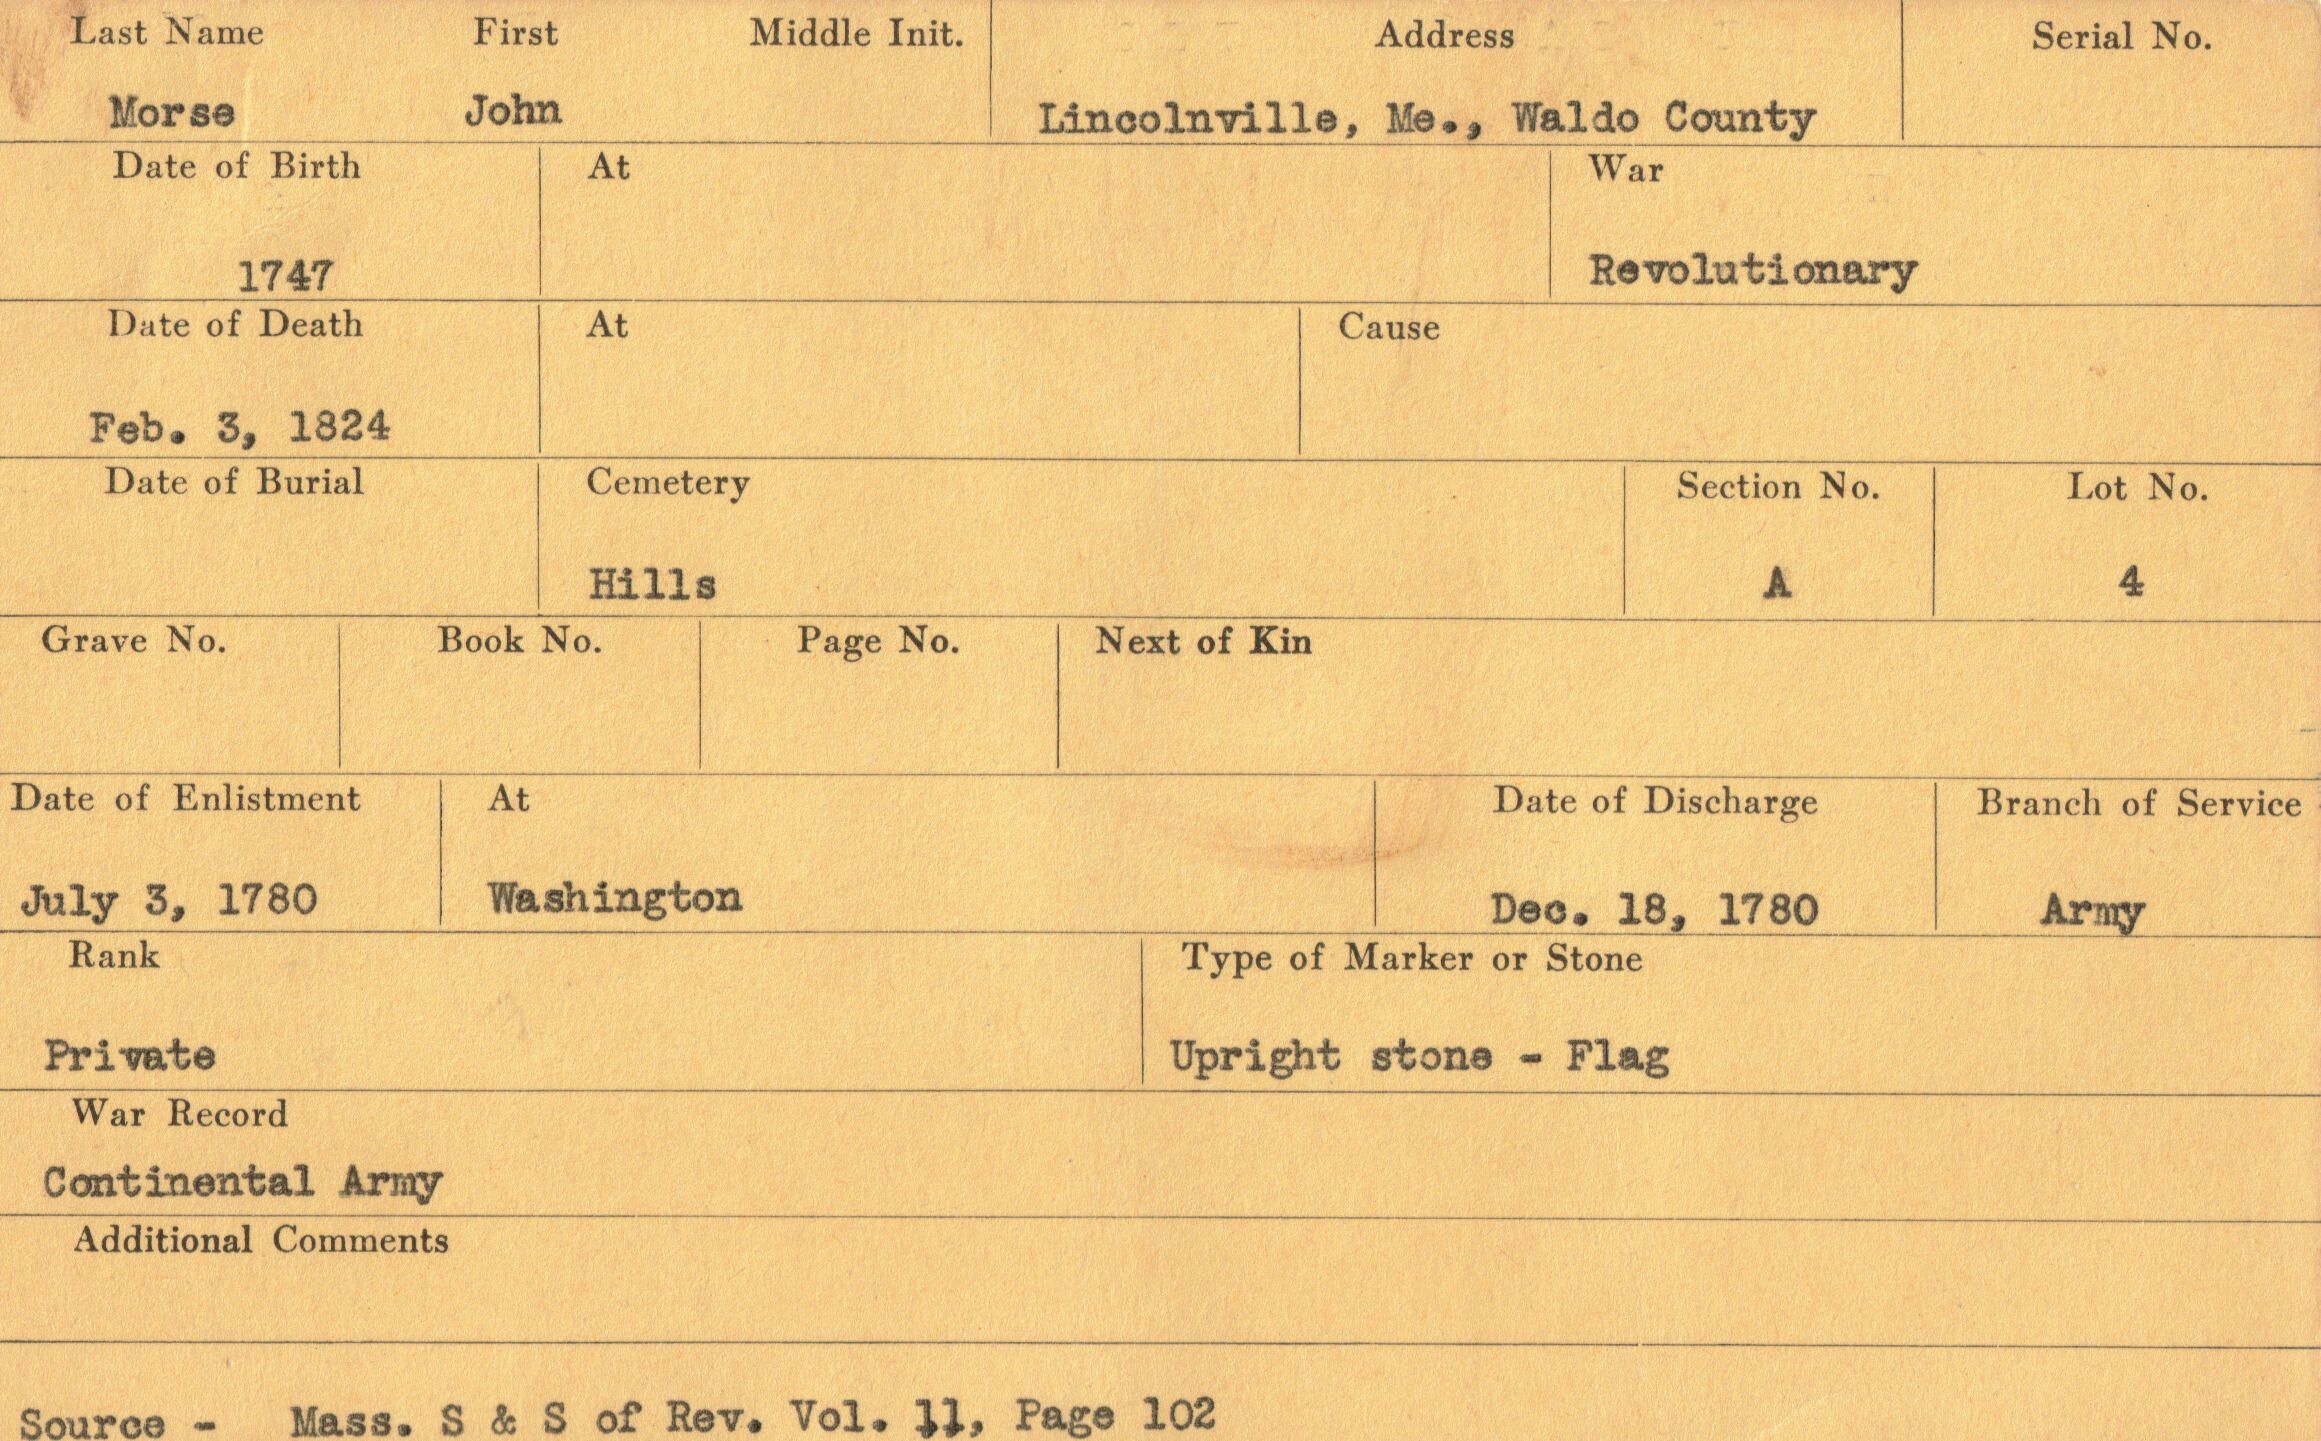 Last Name First Middle Init. Address Serial No.
Morse John Lincolnville, Me., Waldo County
Date of Birth At War
1747 Revolutionary
Date of Death At Cause
Feb. 3, 1824
Date of Burial Cemetery Section No. Lot No.
Hills A 4
Grave No. Book No. Page No. Next of Kin
Date of Enlistment At Date of Discharge Branch of Service
July 3, 1780 Washington Dec. 18, 1780 Army
Rank Type of Marker or Stone
Private Upright stone - Flag
War Record
Continental Army
Additional Comments
Source - Mass. S & S of Rev. Vol. 11, Page 102